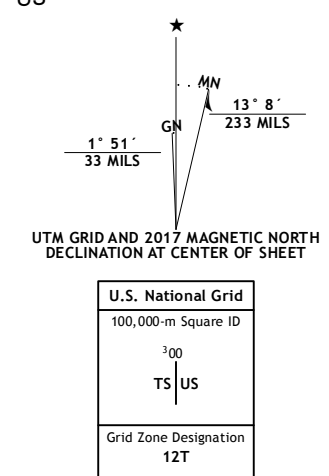 ★
MN
GN
13° 8´
233 MILS
1° 51´
33 MILS
UTM GRID AND 2017 MAGNETIC NORTH
DECLINATION AT CENTER OF SHEET
U.S. National Grid
100,000-m Square ID
³00
TS US
Grid Zone Designation
12T